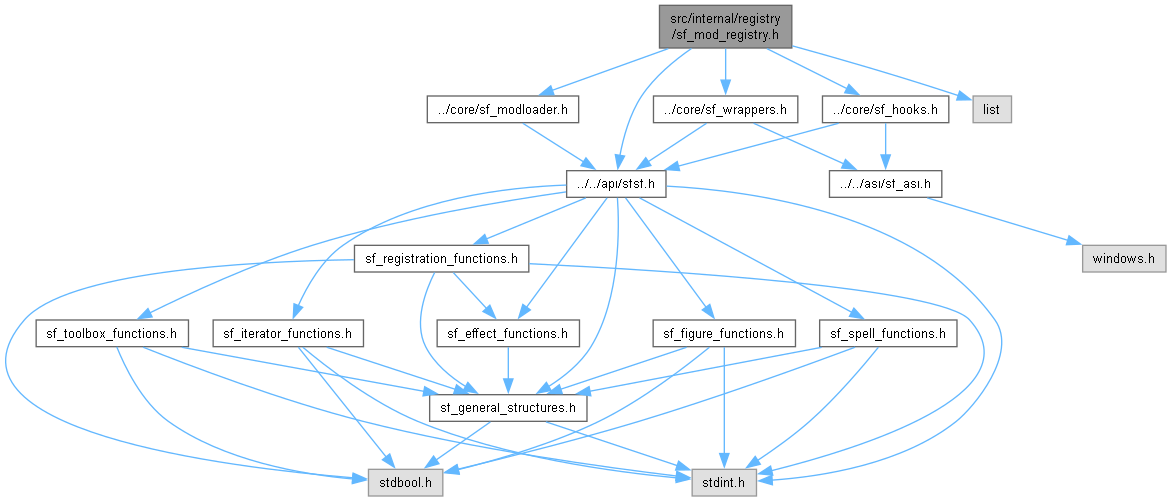 src/internal/registry
/sf_mod_registry.h
../core/sf_modloader.h
../core/sf_wrappers.h
../core/sf_hooks.h
list
../../api/sfsf.h
../../asi/sf_asi.h
sf_registration_functions.h
windows.h
sf_toolbox_functions.h
sf_iterator_functions.h
sf_effect_functions.h
sf_figure_functions.h
sf_spell_functions.h
sf_general_structures.h
stdbool.h
stdint.h